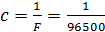 C = 1/F = 1/96500